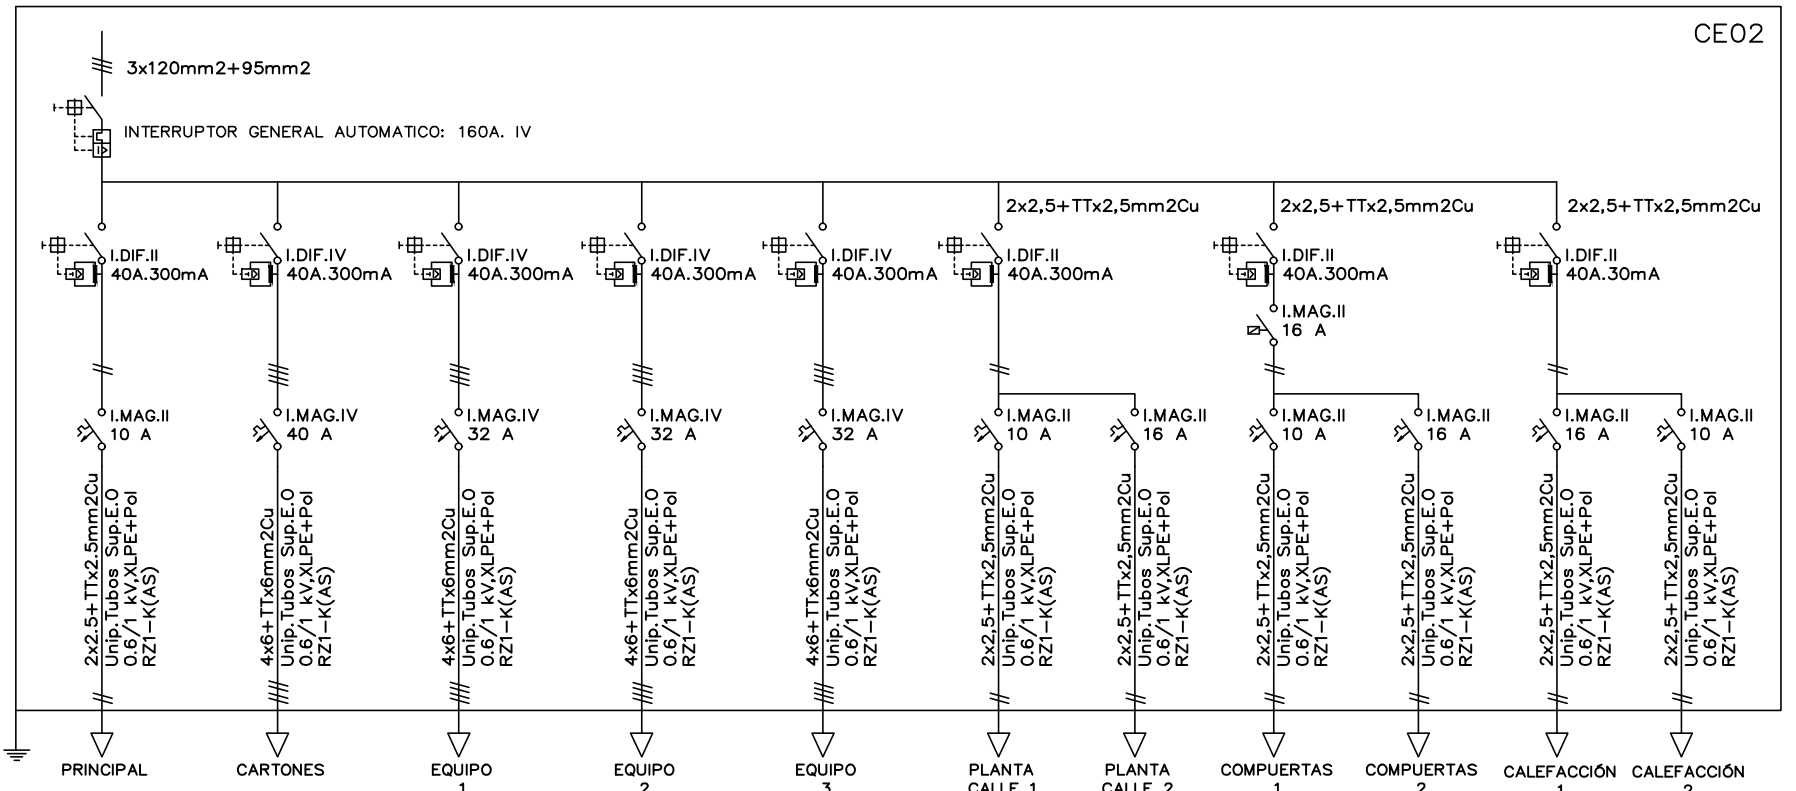 CE02
3x120mm2+95mm2
INTERRUPTOR GENERAL AUTOMATICO: 160A. IV
2x2,5+TTx2,5mm2Cu
2x2,5+TTx2,5mm2Cu
2x2,5+TTx2,5mm2Cu
I.DIF.II
40A.300mA
I.DIF.IV
40A.300mA
I.DIF.IV
40A.300mA
I.DIF.IV
40A.300mA
I.DIF.IV
40A.300mA
I.DIF.II
40A.300mA
I.DIF.II
40A.300mA
I.DIF.II
40A.30mA
I.MAG.II
16 A
I.MAG.II
10 A
I.MAG.IV
40 A
I.MAG.IV
32 A
I.MAG.IV
32 A
I.MAG.IV
32 A
I.MAG.II
10 A
I.MAG.II
16 A
I.MAG.II
10 A
I.MAG.II
16 A
I.MAG.II
16 A
I.MAG.II
10 A
2x2.5+TTx2.5mm2Cu
Unip.Tubos Sup.E.O
0.6/1 kV,XLPE+Pol
RZ1-K(AS)
4x6+TTx6mm2Cu
Unip.Tubos Sup.E.O
0.6/1 kV,XLPE+Pol
RZ1-K(AS)
4x6+TTx6mm2Cu
Unip.Tubos Sup.E.O
0.6/1 kV,XLPE+Pol
RZ1-K(AS)
4x6+TTx6mm2Cu
Unip.Tubos Sup.E.O
0.6/1 kV,XLPE+Pol
RZ1-K(AS)
4x6+TTx6mm2Cu
Unip.Tubos Sup.E.O
0.6/1 kV,XLPE+Pol
RZ1-K(AS)
2x2,5+TTx2,5mm2Cu
Unip.Tubos Sup.E.O
0.6/1 kV,XLPE+Pol
RZ1-K(AS)
2x2,5+TTx2,5mm2Cu
Unip.Tubos Sup.E.O
0.6/1 kV,XLPE+Pol
RZ1-K(AS)
2x2,5+TTx2,5mm2Cu
Unip.Tubos Sup.E.O
0.6/1 kV,XLPE+Pol
RZ1-K(AS)
2x2,5+TTx2,5mm2Cu
Unip.Tubos Sup.E.O
0.6/1 kV,XLPE+Pol
RZ1-K(AS)
2x2,5+TTx2,5mm2Cu
Unip.Tubos Sup.E.O
0.6/1 kV,XLPE+Pol
RZ1-K(AS)
2x2,5+TTx2,5mm2Cu
Unip.Tubos Sup.E.O
0.6/1 kV,XLPE+Pol
RZ1-K(AS)
PRINCIPAL
CARTONES
EQUIPO
1
EQUIPO
2
EQUIPO
3
PLANTA
CALLE 1
PLANTA
CALLE 2
COMPUERTAS
1
COMPUERTAS
2
CALEFACCIÓN
1
CALEFACCIÓN
2